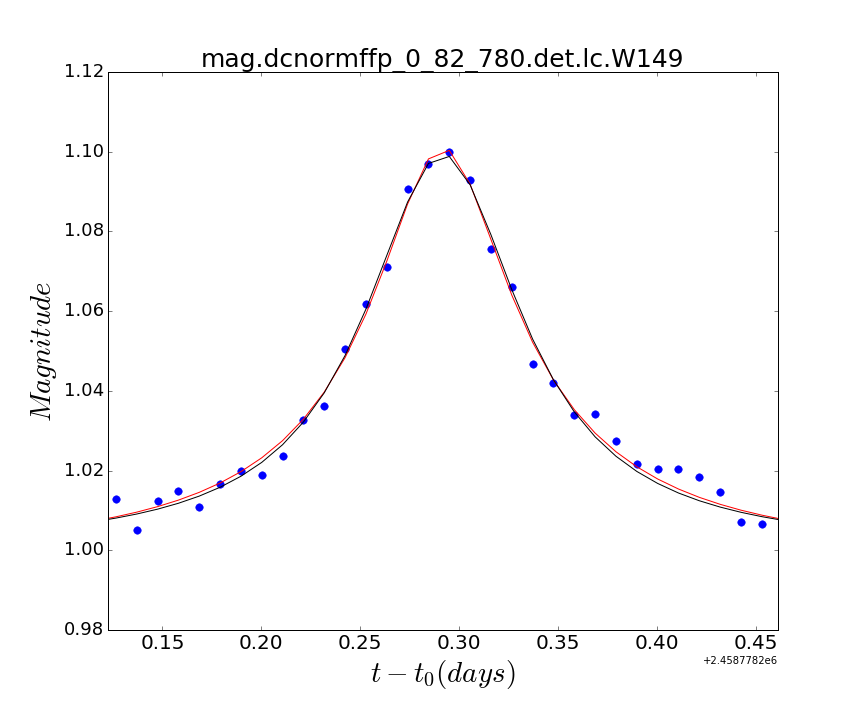 mag.dcnormffp_0_82_780.det.lc.W149
1.12
1.10
1.08
1.06
1.04
1.02
1.00
0.98
Magnitude
0.15 0.20 0.25 0.30 0.35 0.40 0.45
+2.4587782e6
t − t₀(days)